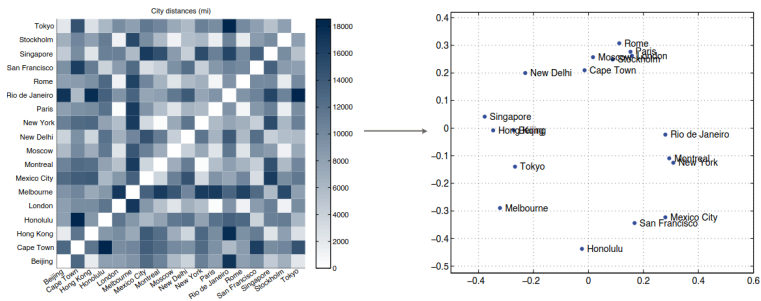 City distances (mi)
Tokyo
Stockholm
Singapore
San Francisco
Rome
Rio de Janeiro
Paris
New York
New Delhi
Moscow
Montreal
Mexico City
Melbourne
London
Honolulu
Hong Kong
Cape Town
Beijing
Beijing
Cape Town
Hong Kong
Honolulu
London
Melbourne
Mexico City
Montreal
Moscow
New Delhi
New York
Paris
Rio de Janeiro
Rome
San Francisco
Singapore
Stockholm
Tokyo
18000
16000
14000
12000
10000
8000
6000
4000
2000
0
0.4
0.3
0.2
0.1
0
−0.1
−0.2
−0.3
−0.4
−0.5
−0.4
−0.2
0
0.2
0.4
0.6
Rome
Paris
London
Moscow
Stockholm
Cape Town
New Delhi
Singapore
Hong Kong
Beijing
Rio de Janeiro
Tokyo
Montreal
New York
Melbourne
Mexico City
San Francisco
Honolulu